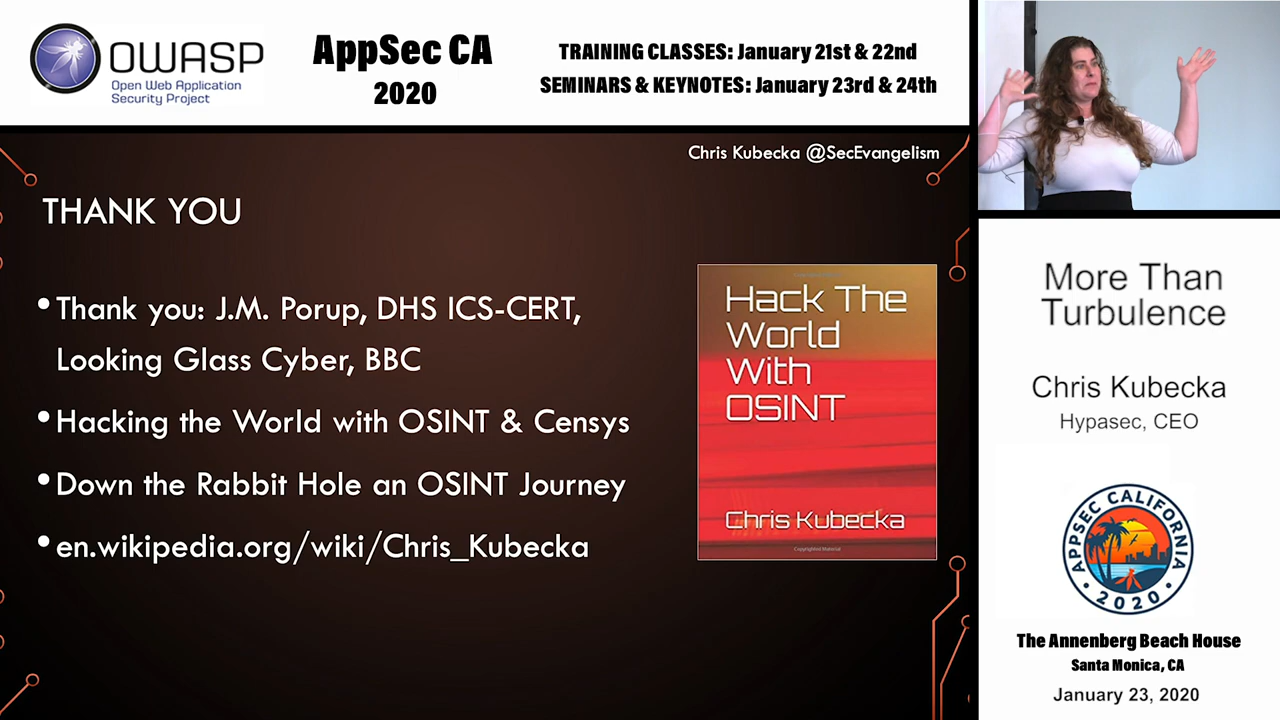 OWASP
Open Web Application
Security Project
AppSec CA
2020
TRAINING CLASSES: January 21st & 22nd
SEMINARS & KEYNOTES: January 23rd & 24th
Chris Kubecka @SecEvangelism
THANK YOU
• Thank you: J.M. Porup, DHS ICS-CERT,
Looking Glass Cyber, BBC
• Hacking the World with OSINT & Censys
• Down the Rabbit Hole an OSINT Journey
• en.wikipedia.org/wiki/Chris_Kubecka
Copyrighted Material
Hack The
World
With
OSINT
Chris Kubecka
Copyrighted Material
More Than
Turbulence
Chris Kubecka
Hypasec, CEO
APPSEC CALIFORNIA
• 2020 •
The Annenberg Beach House
Santa Monica, CA
January 23, 2020